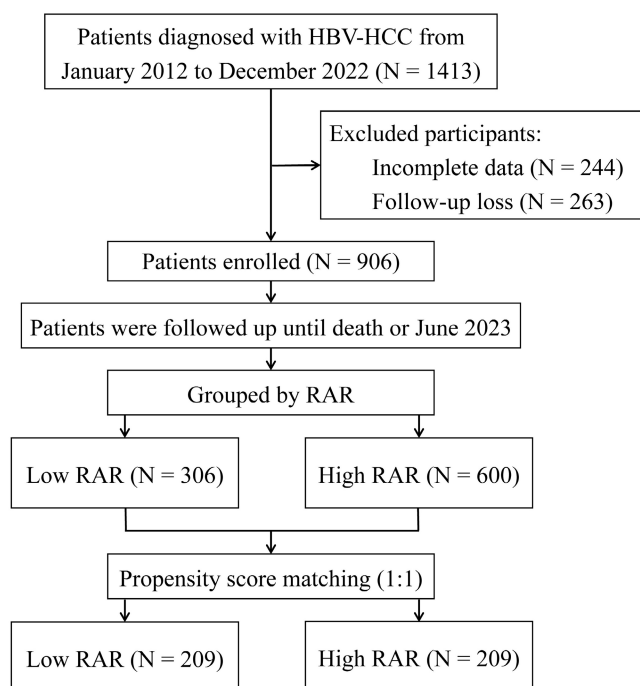 Patients diagnosed with HBV-HCC from
January 2012 to December 2022 (N = 1413)
Excluded participants:
Incomplete data (N = 244)
Follow-up loss (N = 263)
Patients enrolled (N = 906)
Patients were followed up until death or June 2023
Grouped by RAR
Low RAR (N = 306)
High RAR (N = 600)
Propensity score matching (1:1)
Low RAR (N = 209)
High RAR (N = 209)